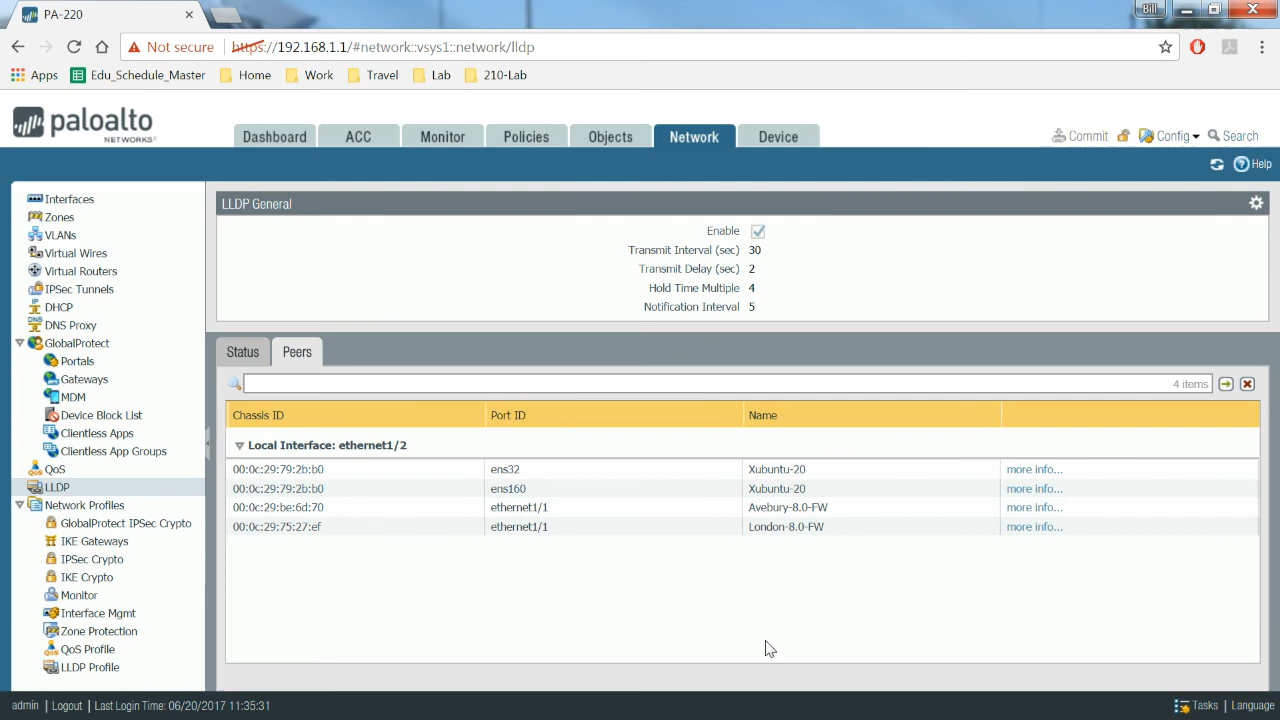 PA-220
Bill
Not secure https://192.168.1.1/#network::vsys1::network/lldp
Apps Edu_Schedule_Master Home Work Travel Lab 210-Lab
paloalto NETWORKS
Dashboard ACC Monitor Policies Objects Network Device
Commit Config Search
Help
Interfaces
Zones
VLANs
Virtual Wires
Virtual Routers
IPSec Tunnels
DHCP
DNS Proxy
GlobalProtect
Portals
Gateways
MDM
Device Block List
Clientless Apps
Clientless App Groups
QoS
LLDP
Network Profiles
GlobalProtect IPSec Crypto
IKE Gateways
IPSec Crypto
IKE Crypto
Monitor
Interface Mgmt
Zone Protection
QoS Profile
LLDP Profile
LLDP General
Enable
Transmit Interval (sec) 30
Transmit Delay (sec) 2
Hold Time Multiple 4
Notification Interval 5
Status Peers
4 items
Chassis ID Port ID Name
Local Interface: ethernet1/2
00:0c:29:79:2b:b0 ens32 Xubuntu-20 more info...
00:0c:29:79:2b:b0 ens160 Xubuntu-20 more info...
00:0c:29:be:6d:70 ethernet1/1 Avebury-8.0-FW more info...
00:0c:29:75:27:ef ethernet1/1 London-8.0-FW more info...
admin | Logout | Last Login Time: 06/20/2017 11:35:31
Tasks | Language